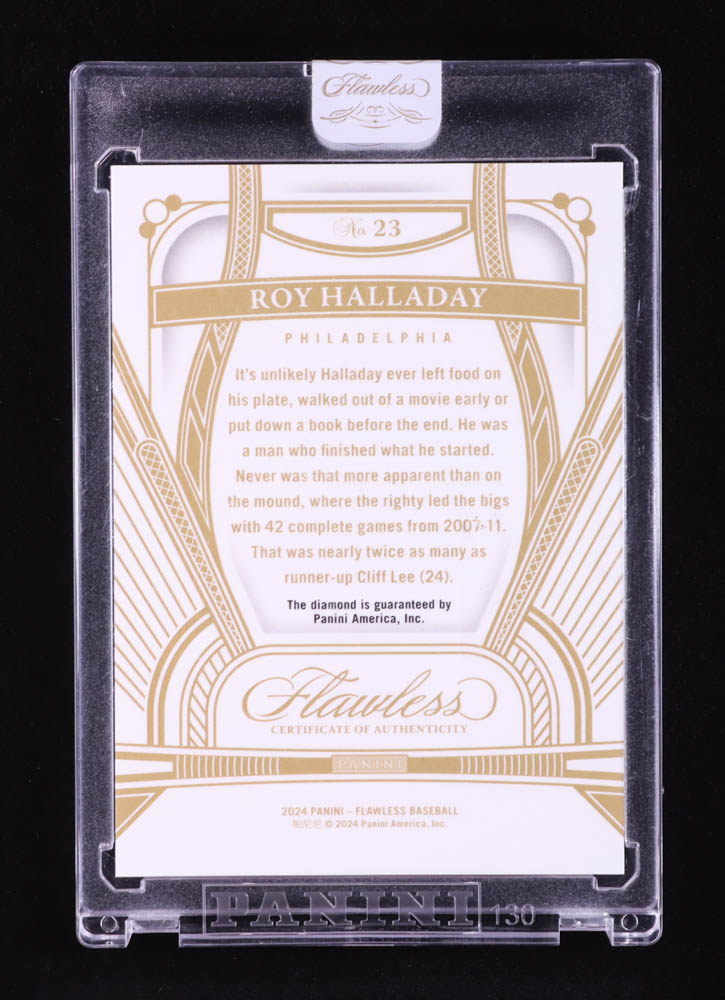 Flawless
No. 23
ROY HALLADAY
PHILADELPHIA
It's unlikely Halladay ever left food on
his plate, walked out of a movie early or
put down a book before the end. He was
a man who finished what he started.
Never was that more apparent than on
the mound, where the righty led the bigs
with 42 complete games from 2007-11.
That was nearly twice as many as
runner-up Cliff Lee (24).
The diamond is guaranteed by
Panini America, Inc.
Flawless
CERTIFICATE OF AUTHENTICITY
PANINI
2024 PANINI – FLAWLESS BASEBALL
帕尼尼 © 2024 Panini America, Inc.
PANINI 130